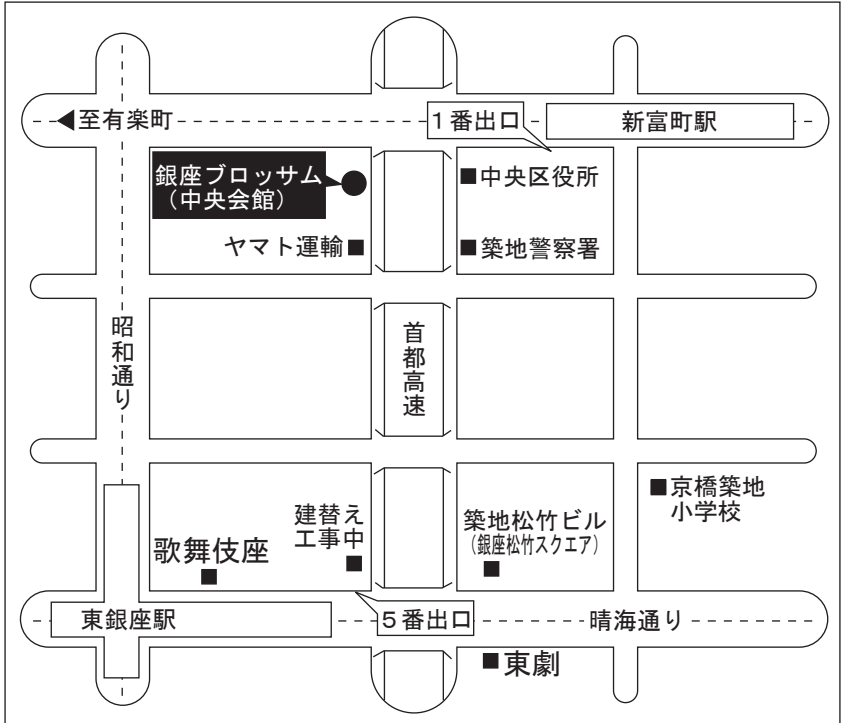 至有楽町
1番出口
新富町駅
銀座ブロッサム
(中央会館)
中央区役所
ヤマト運輸
築地警察署
昭和通り
首都高速
京橋築地
小学校
建替え
工事中
歌舞伎座
築地松竹ビル
(銀座松竹スクエア)
東銀座駅
5番出口
晴海通り
東劇